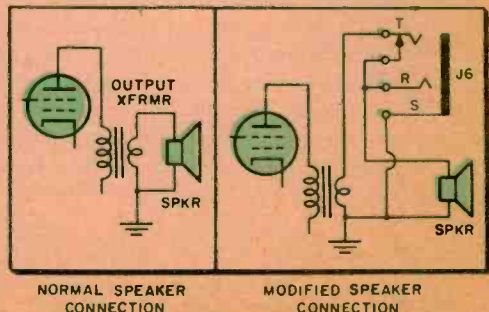 OUTPUT
XFRMR
SPKR
T
R
S
J6
SPKR
NORMAL SPEAKER
CONNECTION
MODIFIED SPEAKER
CONNECTION